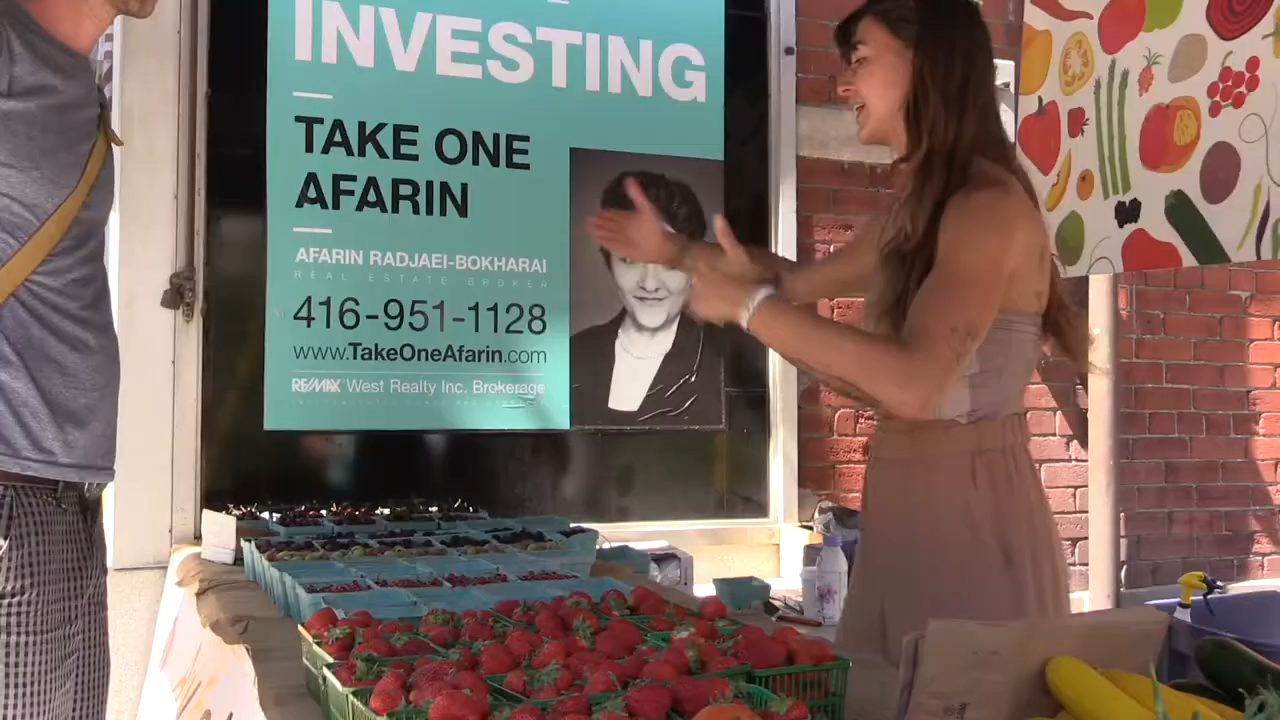 INVESTING
TAKE ONE
AFARIN
AFARIN RADJAEI-BOKHARAI
REAL ESTATE BROKER
416-951-1128
www.TakeOneAfarin.com
RE/MAX West Realty Inc. Brokerage